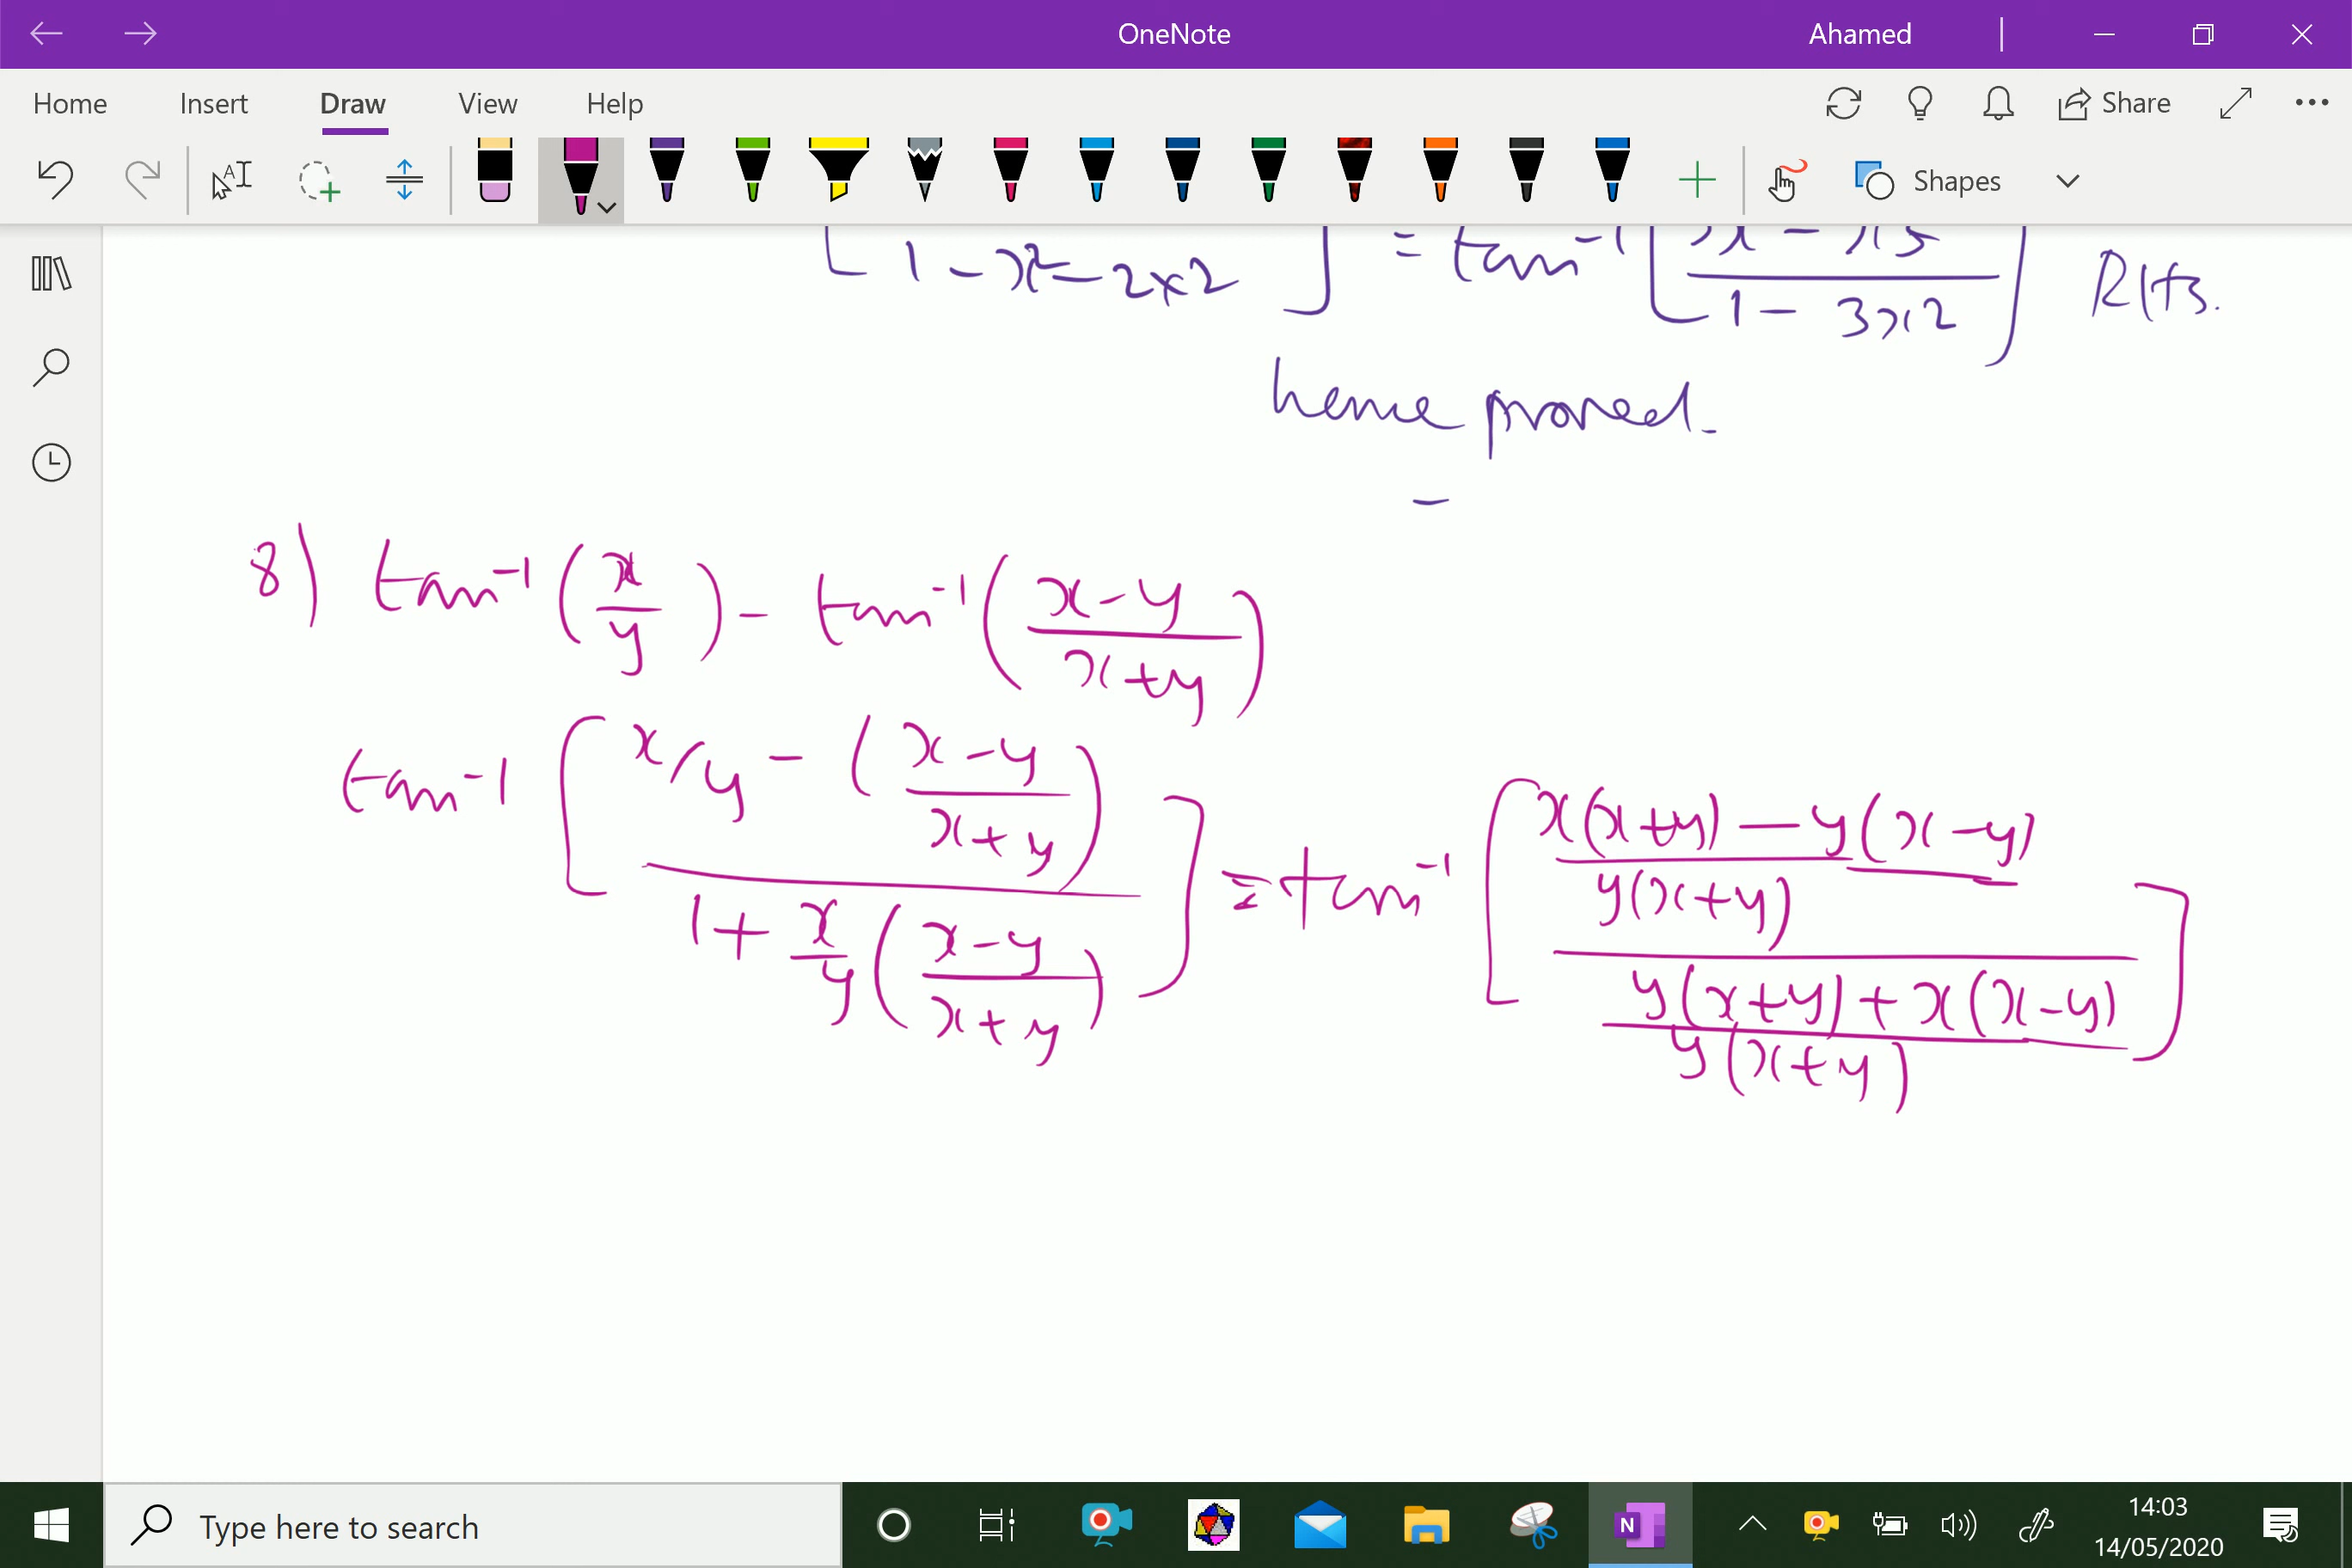 OneNote
Ahamed
Home Insert Draw View Help
Share
Shapes
1 - x² - 2x2 = tan-1 1 - 3x2 RHS.
hence proved.
8) tan-1 (x/y) - tan-1 (x-y/x+y)
tan-1 [x/y - (x-y/x+y) / 1 + x/y (x-y/x+y)] = tan-1 [x(x+y) - y(x-y) / y(x+y) / y(x+y) + x(x-y) / y(x+y)]
Type here to search
14:03
14/05/2020